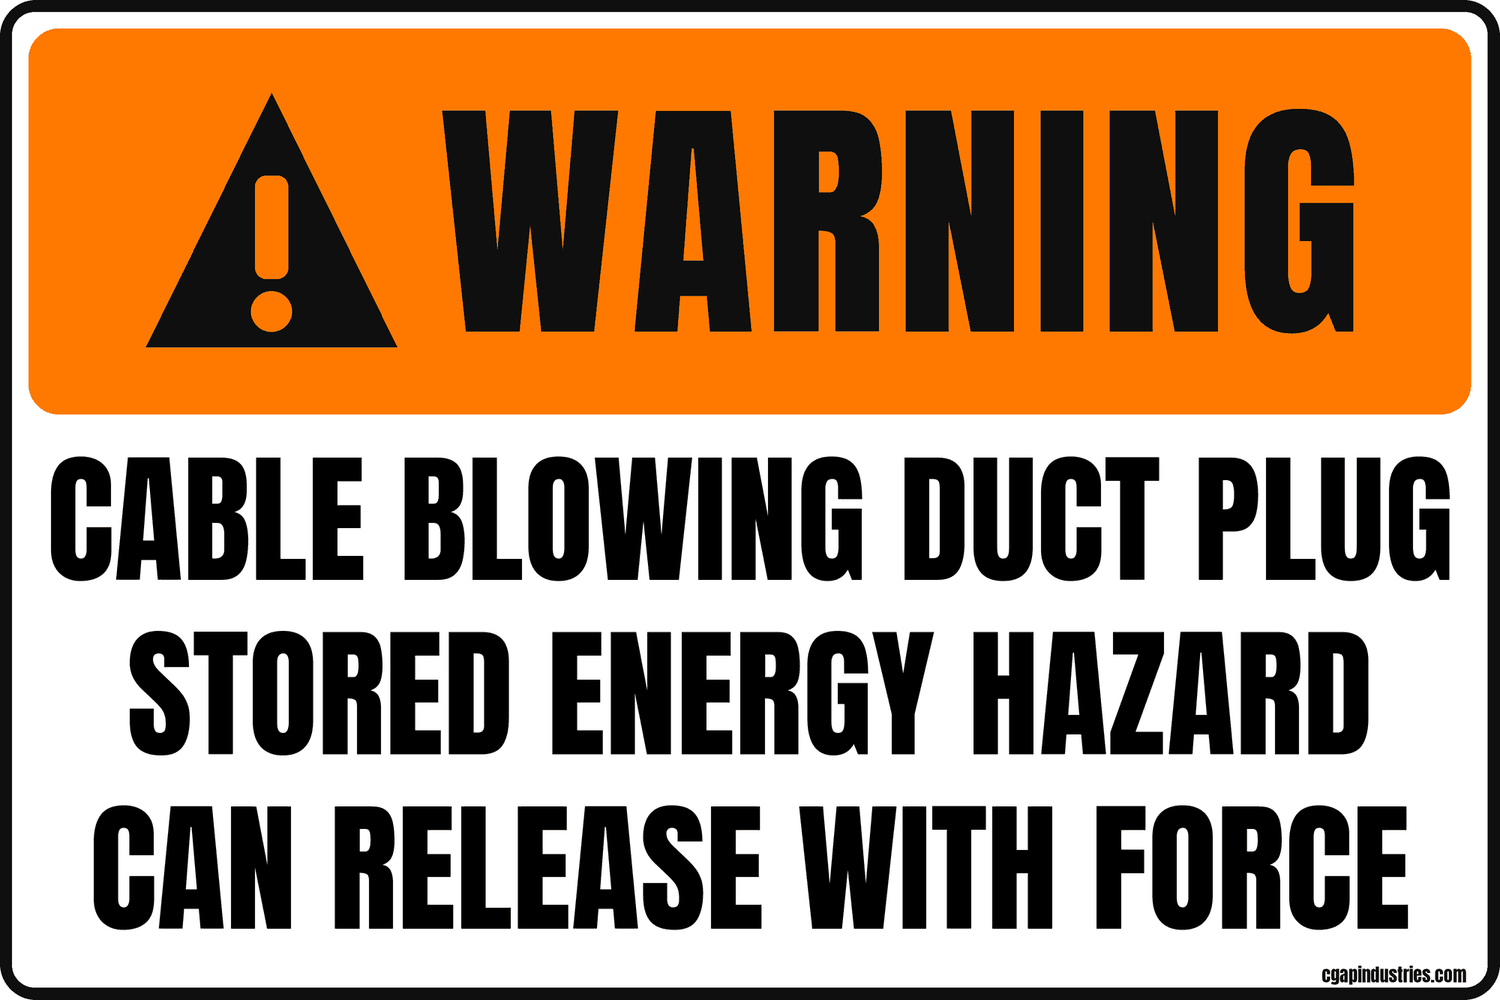 WARNING
CABLE BLOWING DUCT PLUG
STORED ENERGY HAZARD
CAN RELEASE WITH FORCE
cgapindustries.com